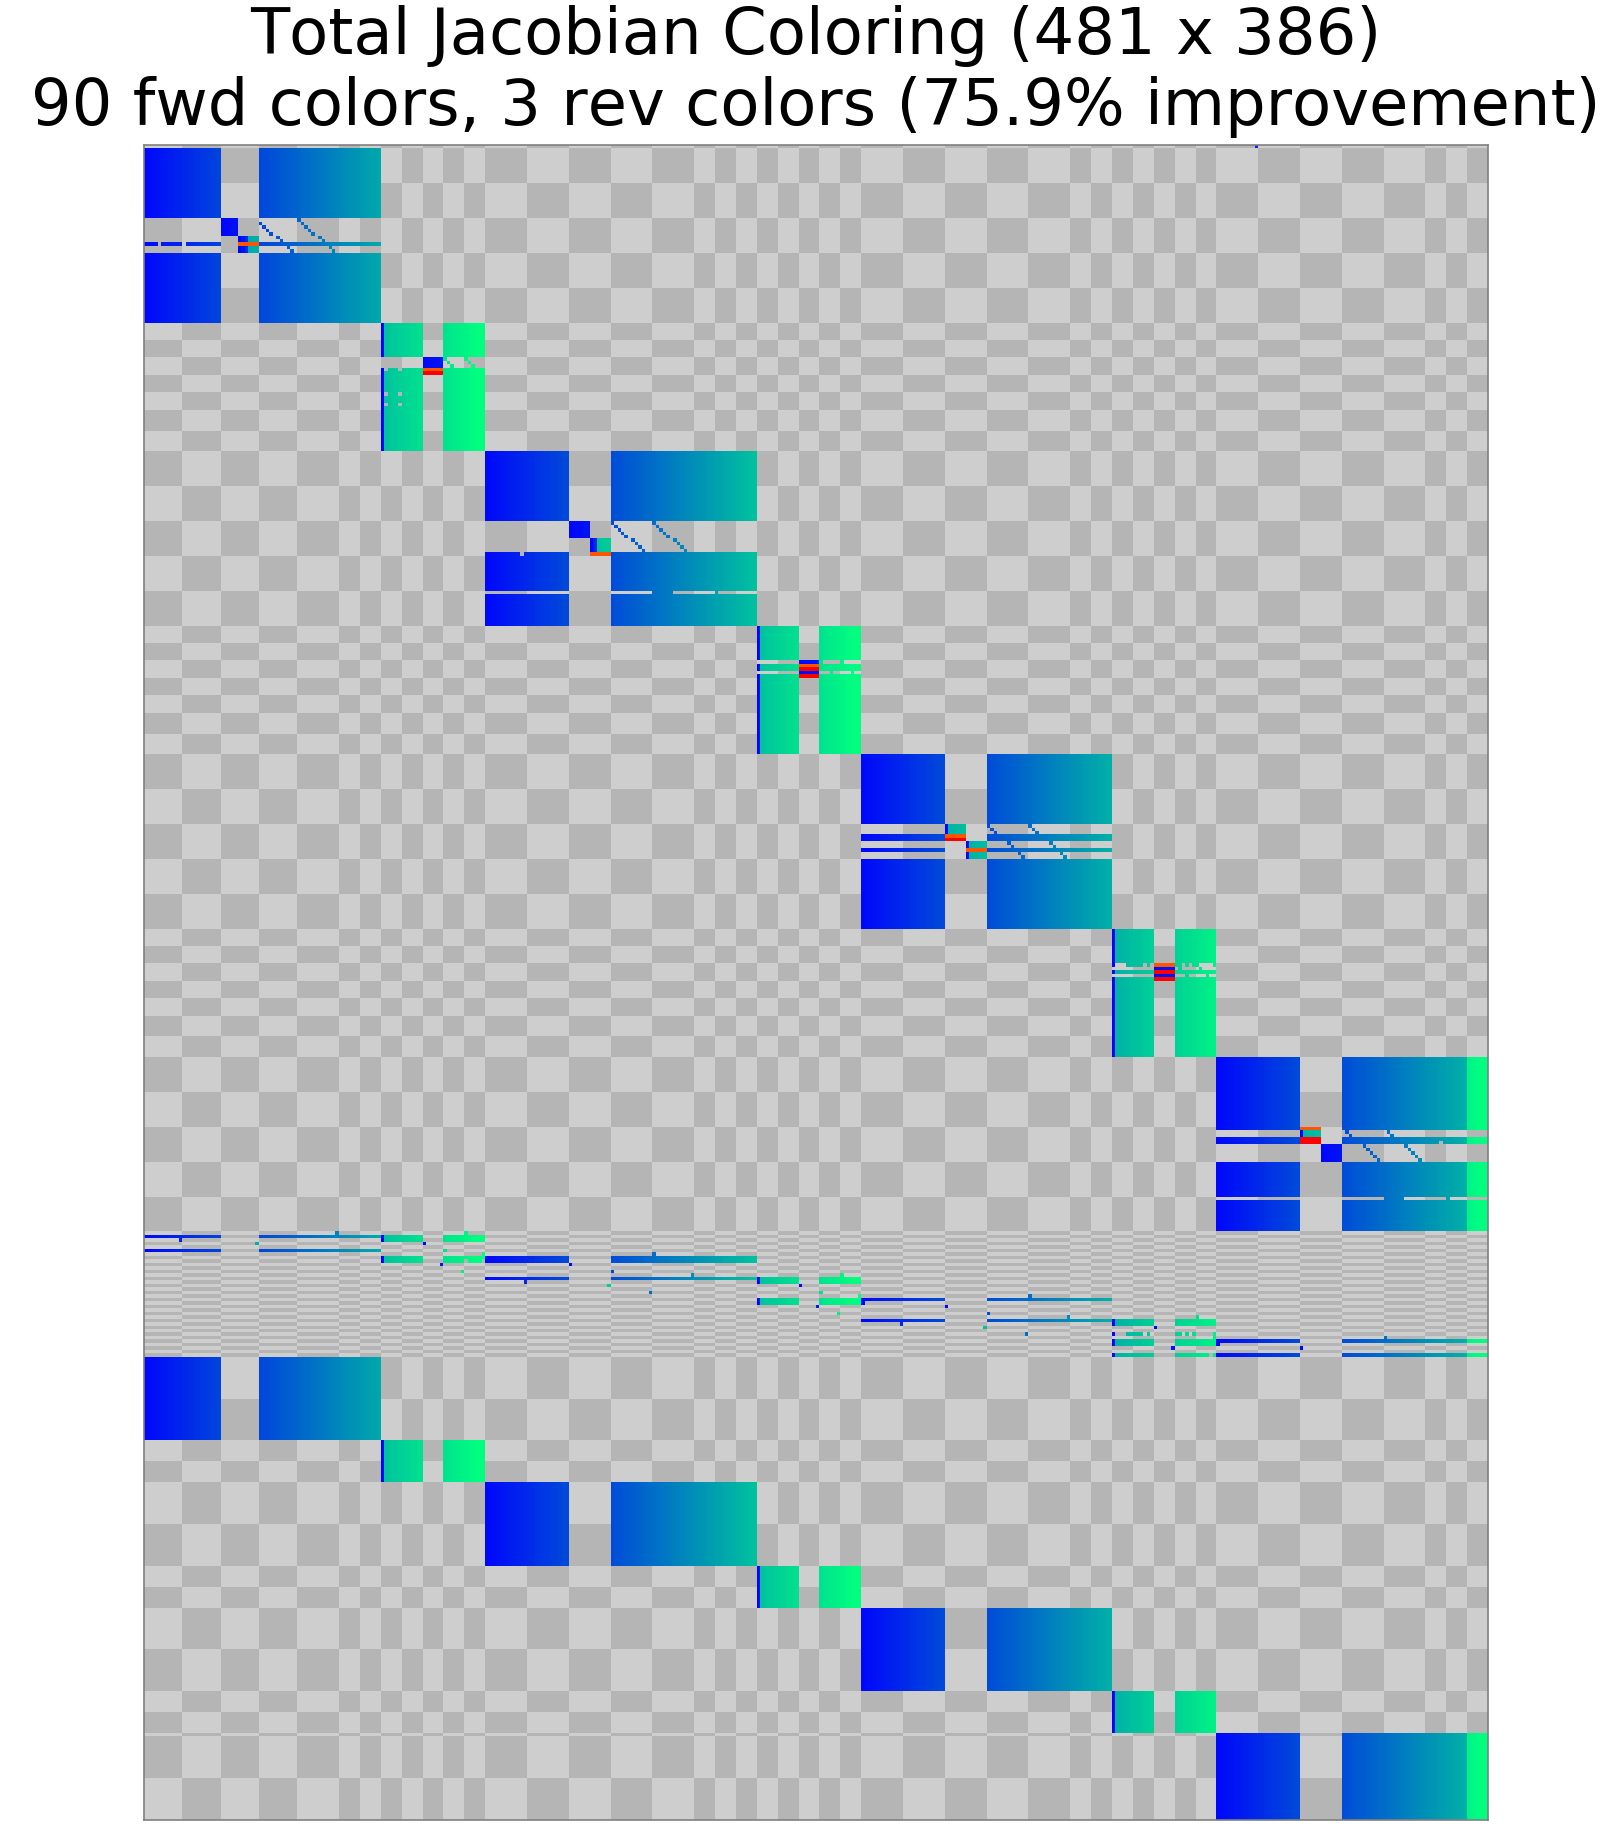 Total Jacobian Coloring (481 x 386)
90 fwd colors, 3 rev colors (75.9% improvement)